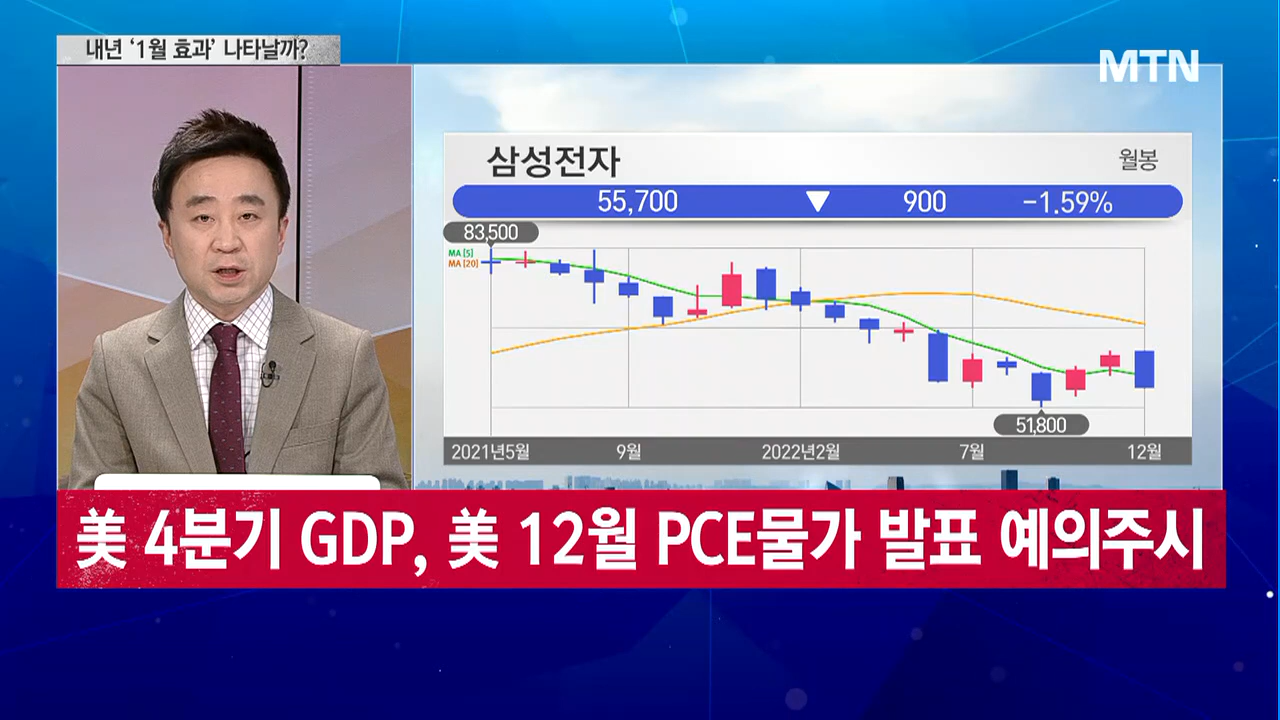 내년 ‘1월 효과’ 나타날까?
MTN
삼성전자
월봉
55,700 ▼ 900 -1.59%
83,500
MA [5]
MA [20]
51,800
2021년5월 9월 2022년2월 7월 12월
美 4분기 GDP, 美 12월 PCE물가 발표 예의주시